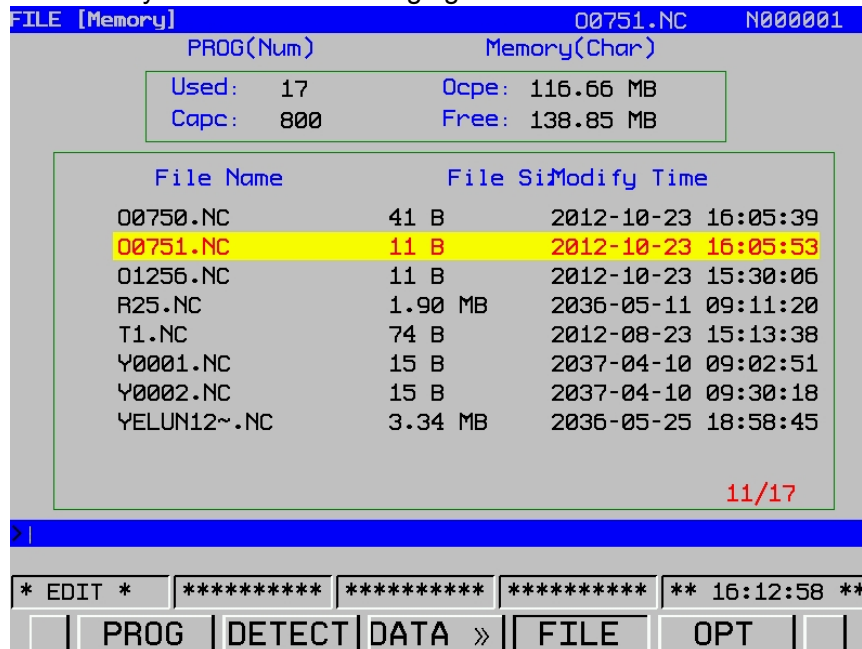 FILE [Memory] O0751.NC N000001
PROG(Num) Memory(Char)
Used: 17 Ocpe: 116.66 MB
Capc: 800 Free: 138.85 MB
File Name File Si Modify Time
O0750.NC 41 B 2012-10-23 16:05:39
O0751.NC 11 B 2012-10-23 16:05:53
O1256.NC 11 B 2012-10-23 15:30:06
R25.NC 1.90 MB 2036-05-11 09:11:20
T1.NC 74 B 2012-08-23 15:13:38
Y0001.NC 15 B 2037-04-10 09:02:51
Y0002.NC 15 B 2037-04-10 09:30:18
YELUN12~.NC 3.34 MB 2036-05-25 18:58:45
11/17
>|
* EDIT * ********** ********** ********** ** 16:12:58 **
PROG DETECT DATA » FILE OPT